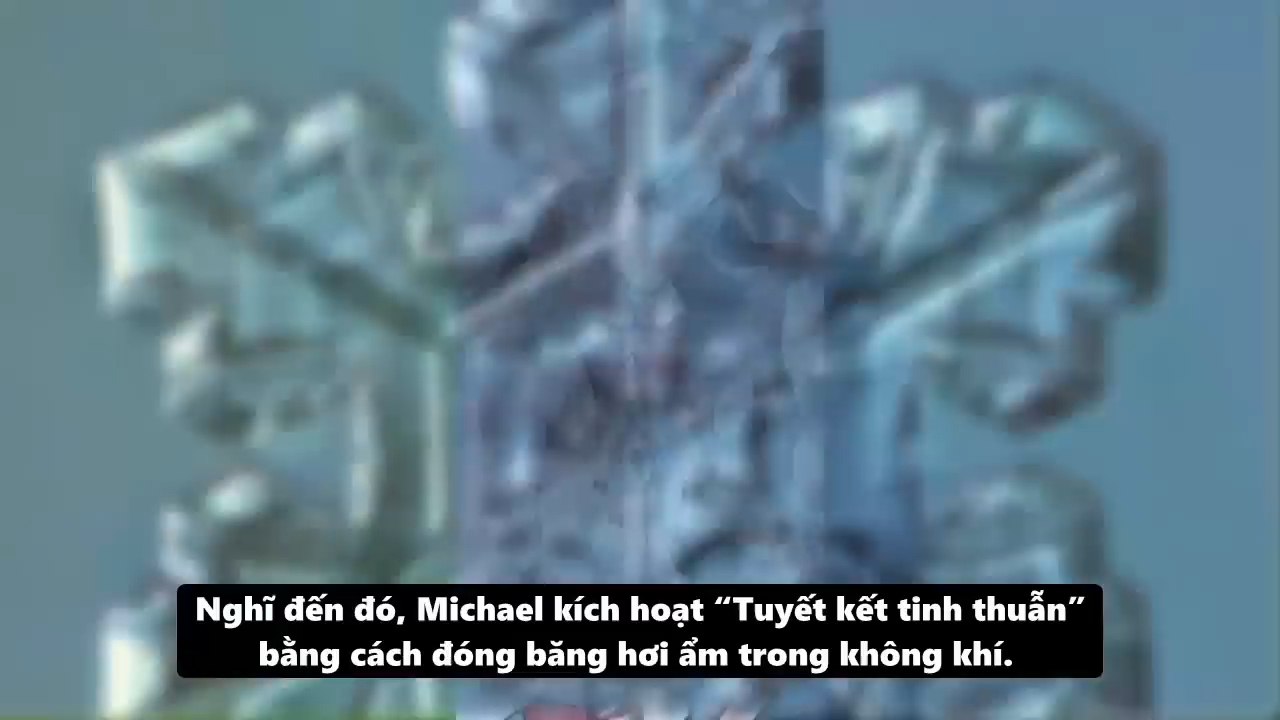 Nghĩ đến đó, Michael kích hoạt “Tuyết kết tinh thuẫn”
bằng cách đóng băng hơi ẩm trong không khí.